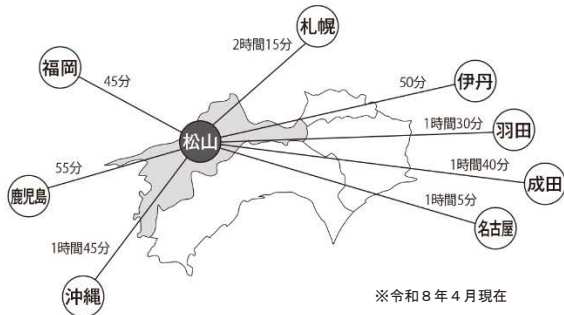 札幌
2時間15分
福岡
45分
50分
伊丹
1時間30分
羽田
松山
1時間40分
成田
55分
鹿児島
1時間5分
名古屋
1時間45分
沖縄
※令和８年４月現在